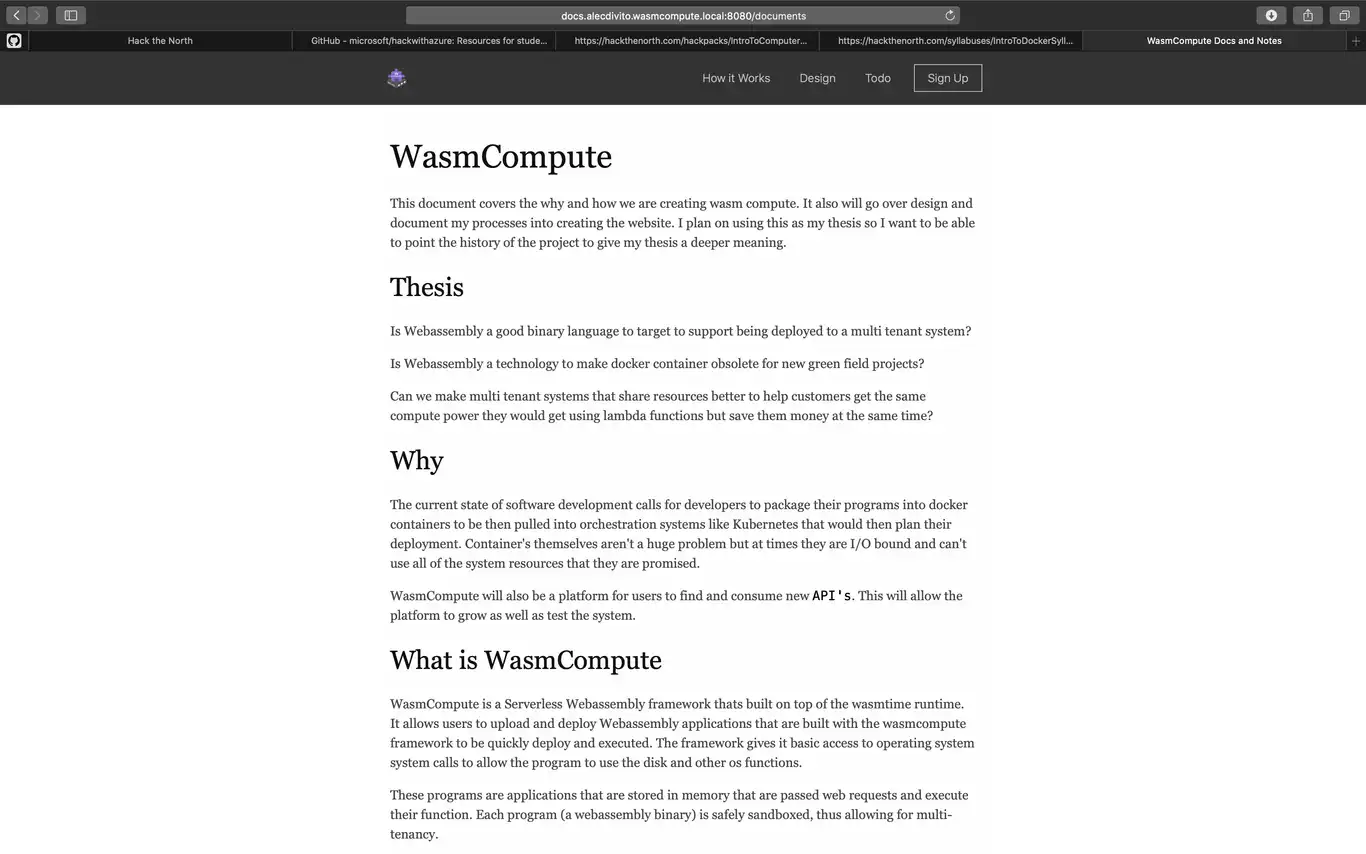 docs.alecdivito.wasmcompute.local:8080/documents
Hack the North
GitHub - microsoft/hackwithazure: Resources for stude...
https://hackthenorth.com/hackpacks/IntroToComputer...
https://hackthenorth.com/syllabuses/IntroToDockerSyll...
WasmCompute Docs and Notes
How it Works
Design
Todo
Sign Up
WasmCompute
This document covers the why and how we are creating wasm compute. It also will go over design and
document my processes into creating the website. I plan on using this as my thesis so I want to be able
to point the history of the project to give my thesis a deeper meaning.
Thesis
Is Webassembly a good binary language to target to support being deployed to a multi tenant system?
Is Webassembly a technology to make docker container obsolete for new green field projects?
Can we make multi tenant systems that share resources better to help customers get the same
compute power they would get using lambda functions but save them money at the same time?
Why
The current state of software development calls for developers to package their programs into docker
containers to be then pulled into orchestration systems like Kubernetes that would then plan their
deployment. Container's themselves aren't a huge problem but at times they are I/O bound and can't
use all of the system resources that they are promised.
WasmCompute will also be a platform for users to find and consume new API's. This will allow the
platform to grow as well as test the system.
What is WasmCompute
WasmCompute is a Serverless Webassembly framework thats built on top of the wasmtime runtime.
It allows users to upload and deploy Webassembly applications that are built with the wasmcompute
framework to be quickly deploy and executed. The framework gives it basic access to operating system
system calls to allow the program to use the disk and other os functions.
These programs are applications that are stored in memory that are passed web requests and execute
their function. Each program (a webassembly binary) is safely sandboxed, thus allowing for multi-
tenancy.